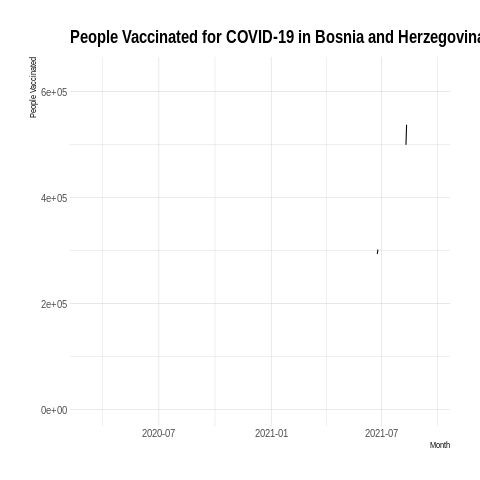 People Vaccinated for COVID-19 in Bosnia and Herzegovina
People Vaccinated
6e+05
4e+05
2e+05
0e+00
2020-07
2021-01
2021-07
Month